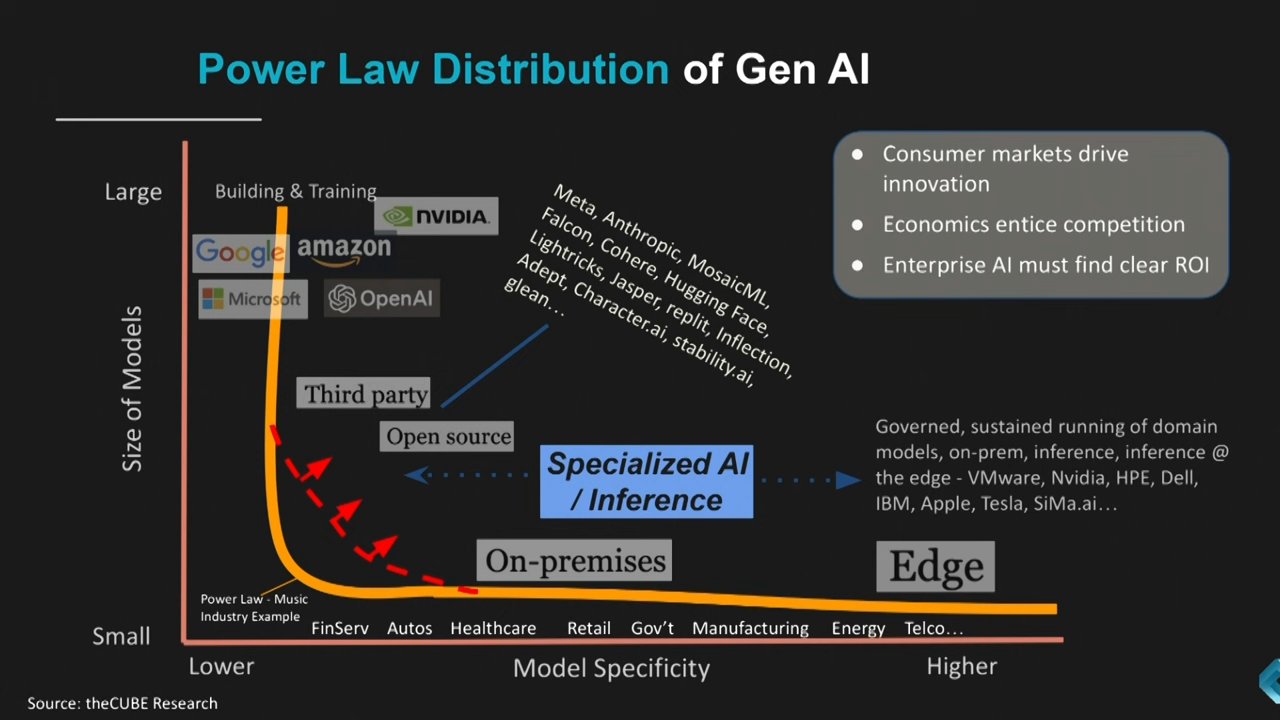 Power Law Distribution of Gen AI
Large
Building & Training
NVIDIA.
Google
amazon
Microsoft
OpenAI
Meta, Anthropic, MosaicML,
Falcon, Cohere, Hugging Face,
Lightricks, Jasper, replit, Inflection,
Adept, Character.ai, stability.ai,
glean...
● Consumer markets drive
innovation
● Economics entice competition
● Enterprise AI must find clear ROI
Size of Models
Third party
Open source
Specialized AI
/ Inference
Governed, sustained running of domain
models, on-prem, inference, inference @
the edge - VMware, Nvidia, HPE, Dell,
IBM, Apple, Tesla, SiMa.ai...
On-premises
Edge
Power Law - Music
Industry Example
FinServ Autos Healthcare Retail Gov't Manufacturing Energy Telco...
Small
Lower
Model Specificity
Higher
Source: theCUBE Research